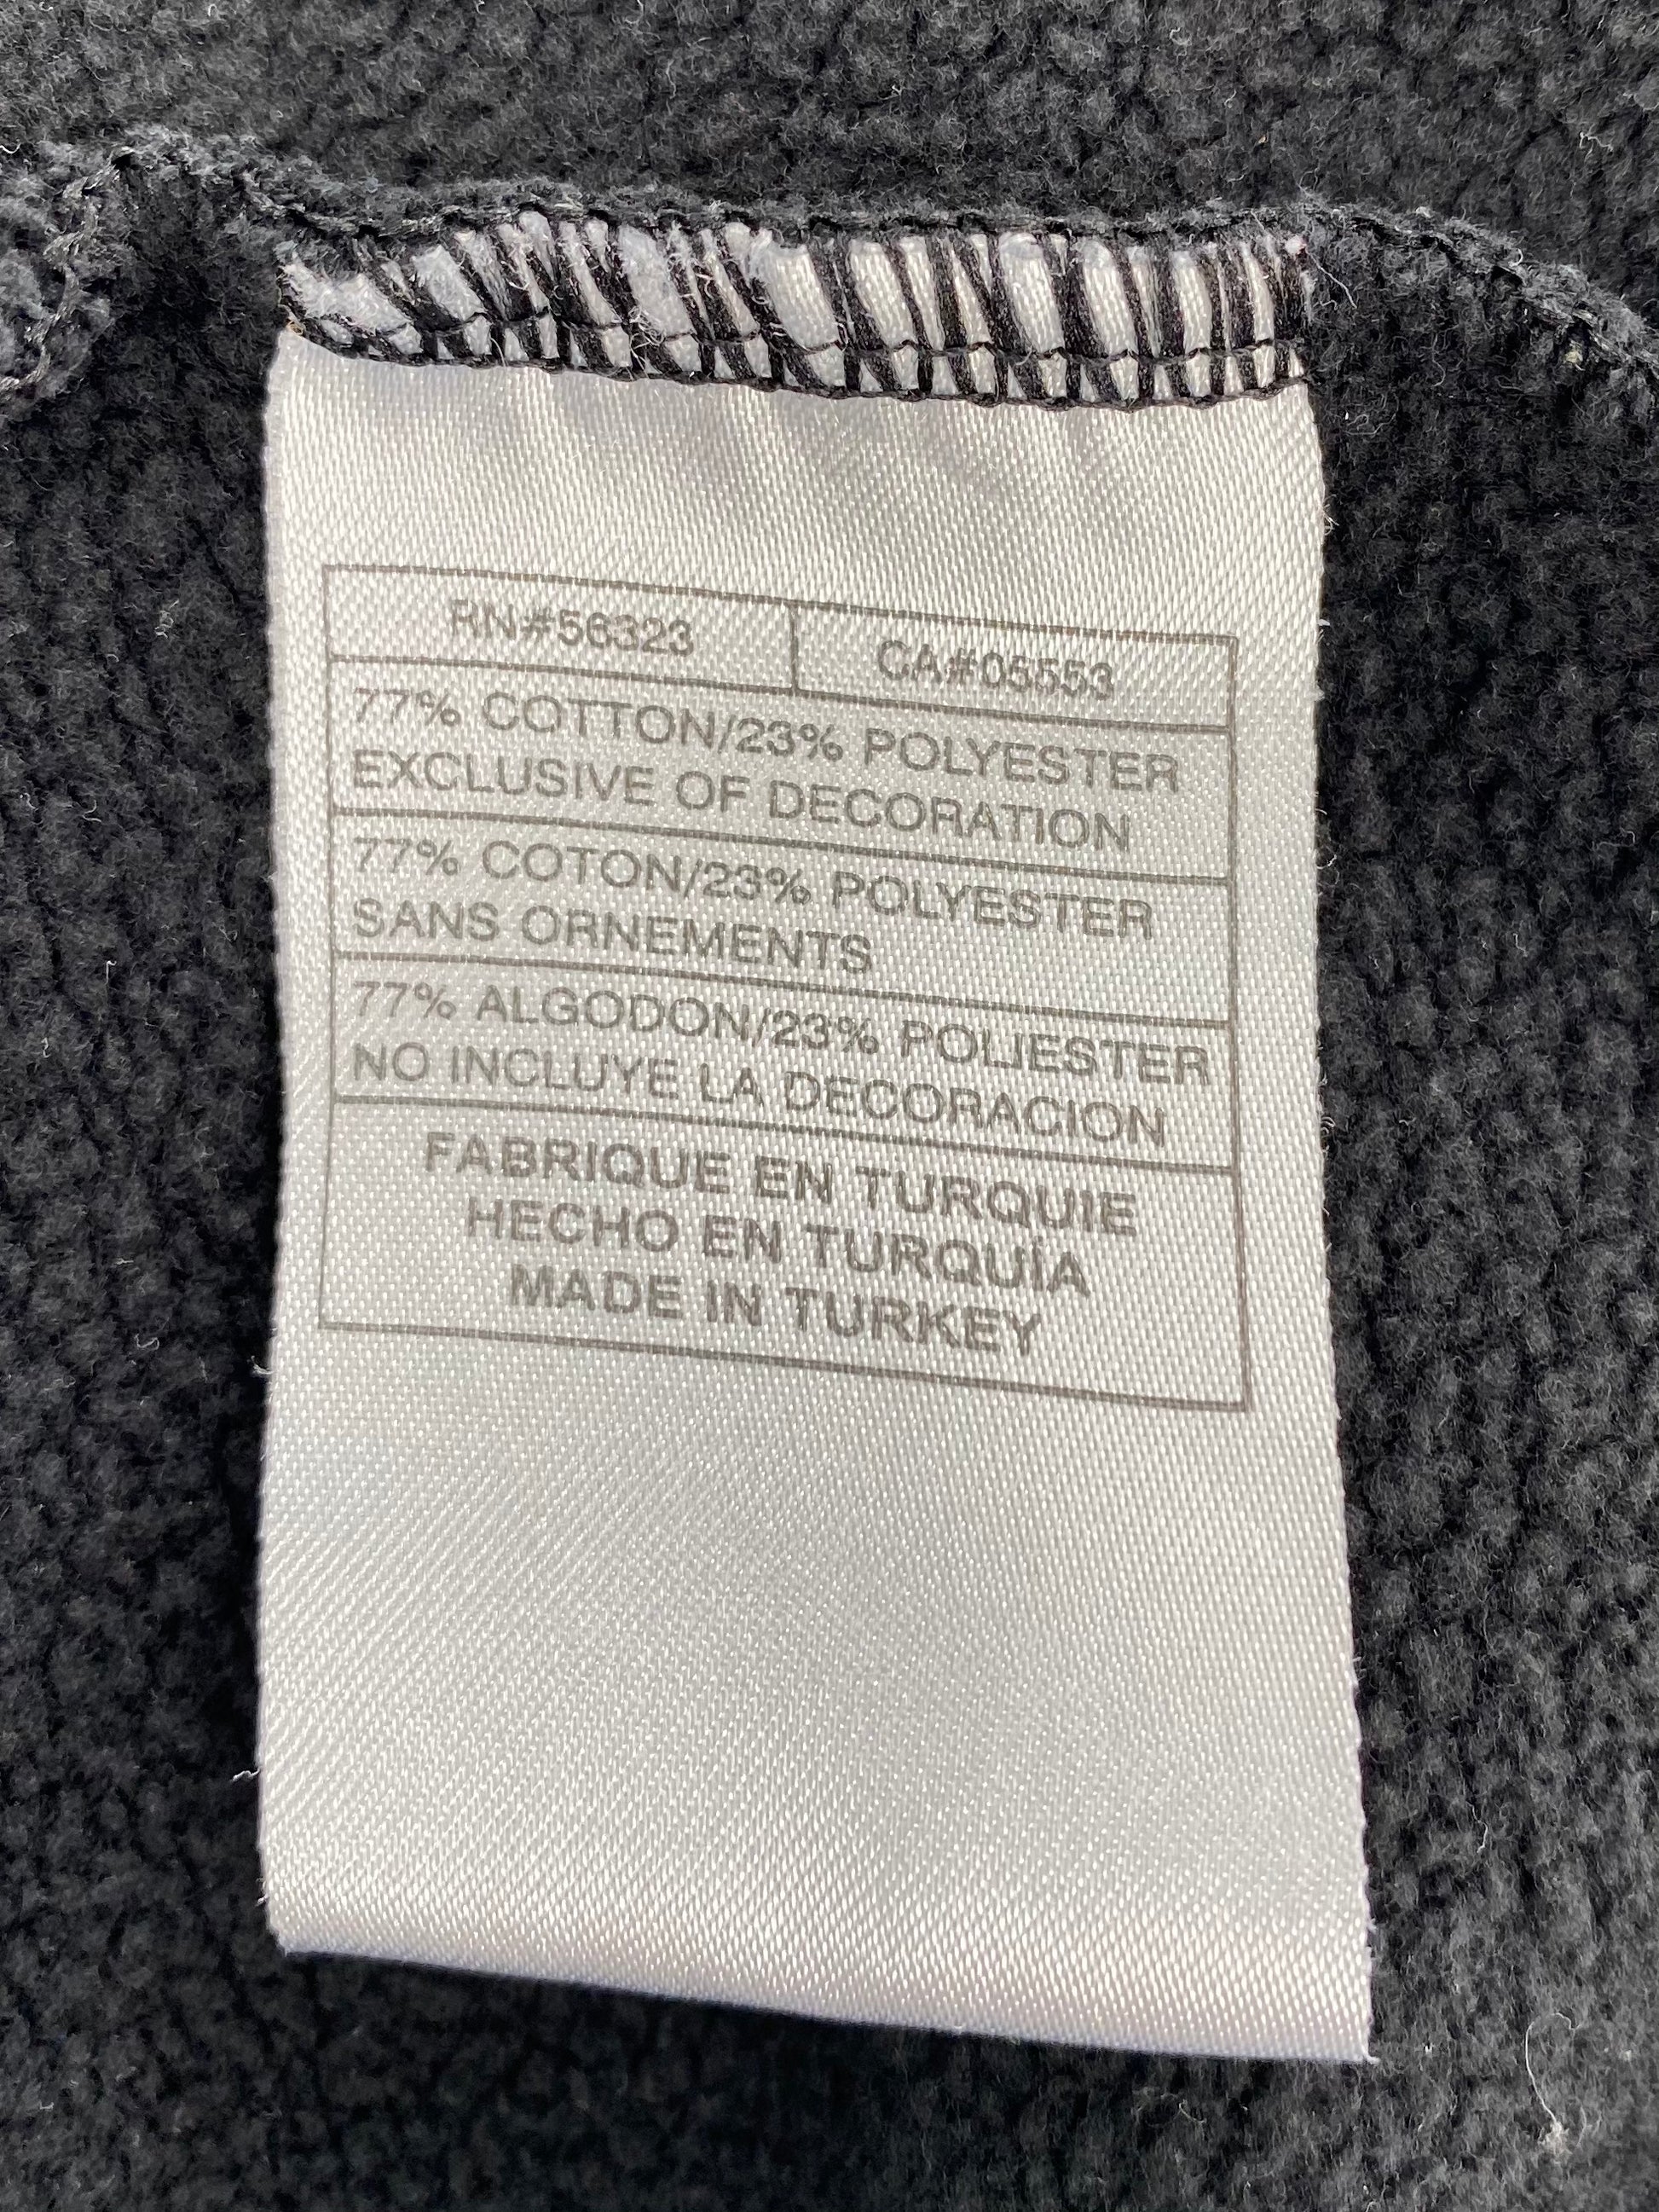 RN#56323 CA#05553
77% COTTON/23% POLYESTER
EXCLUSIVE OF DECORATION
77% COTON/23% POLYESTER
SANS ORNEMENTS
77% ALGODON/23% POLIESTER
NO INCLUYE LA DECORACION
FABRIQUE EN TURQUIE
HECHO EN TURQUÍA
MADE IN TURKEY